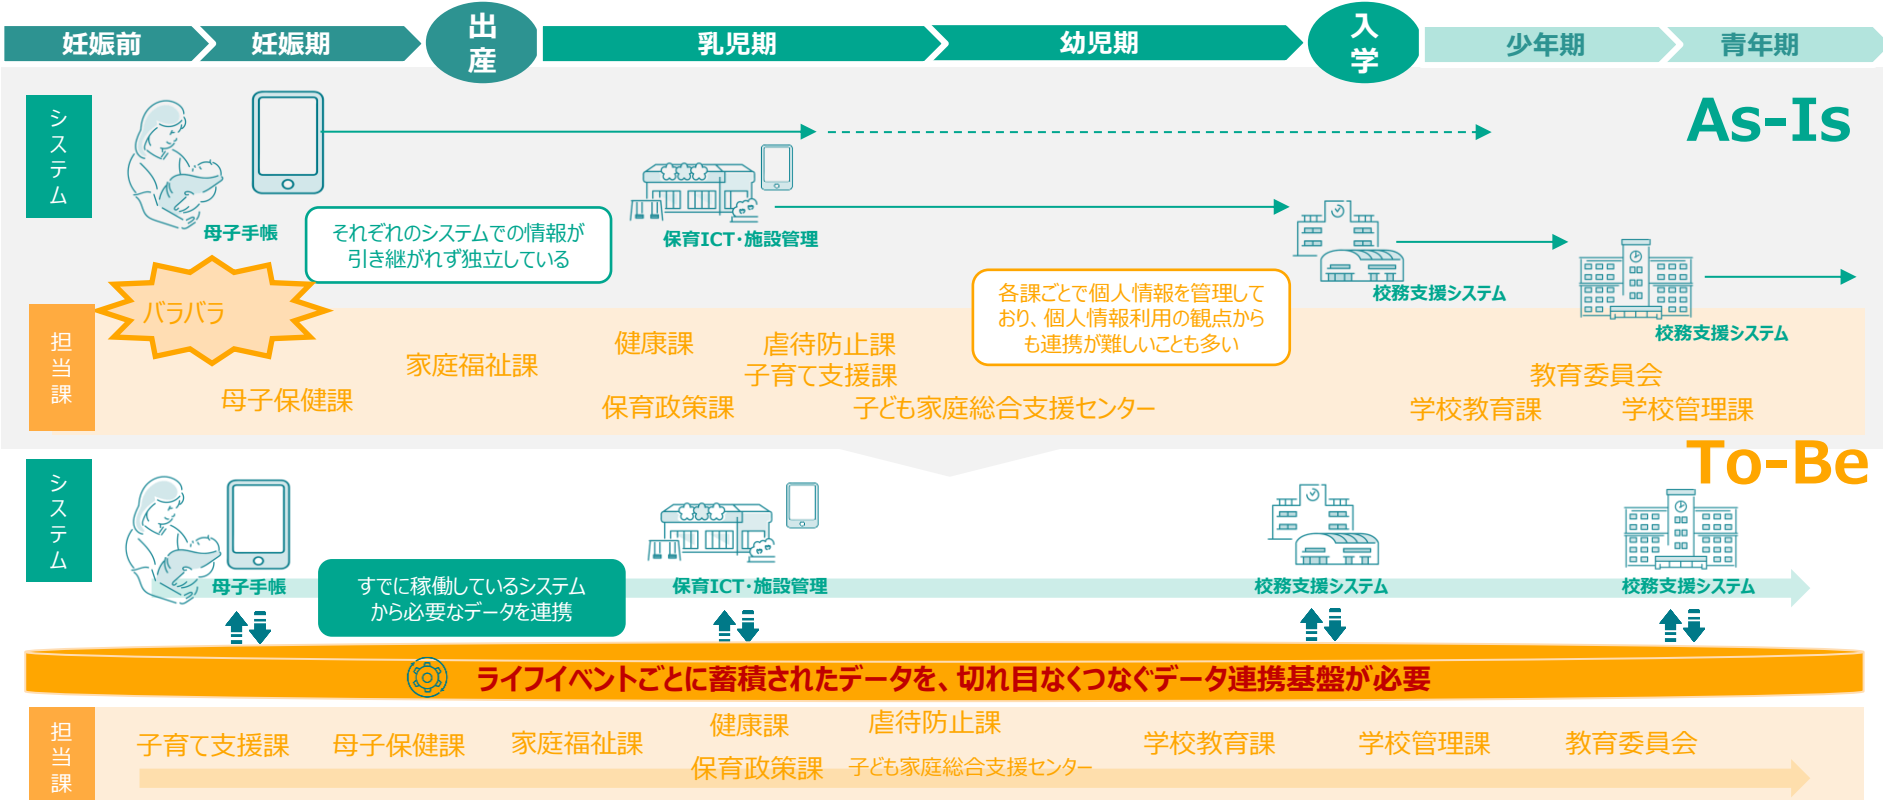 妊娠前
妊娠期
出産
乳児期
幼児期
入学
少年期
青年期
As-Is
システム
母子手帳
それぞれのシステムでの情報が
引き継がれず独立している
保育ICT・施設管理
校務支援システム
校務支援システム
バラバラ
各課ごとで個人情報を管理して
おり、個人情報利用の観点から
も連携が難しいことも多い
担当課
母子保健課
家庭福祉課
健康課
保育政策課
虐待防止課
子育て支援課
子ども家庭総合支援センター
教育委員会
学校教育課
学校管理課
To-Be
システム
母子手帳
すでに稼働しているシステム
から必要なデータを連携
保育ICT・施設管理
校務支援システム
校務支援システム
ライフイベントごとに蓄積されたデータを、切れ目なくつなぐデータ連携基盤が必要
担当課
子育て支援課
母子保健課
家庭福祉課
健康課
保育政策課
虐待防止課
子ども家庭総合支援センター
学校教育課
学校管理課
教育委員会